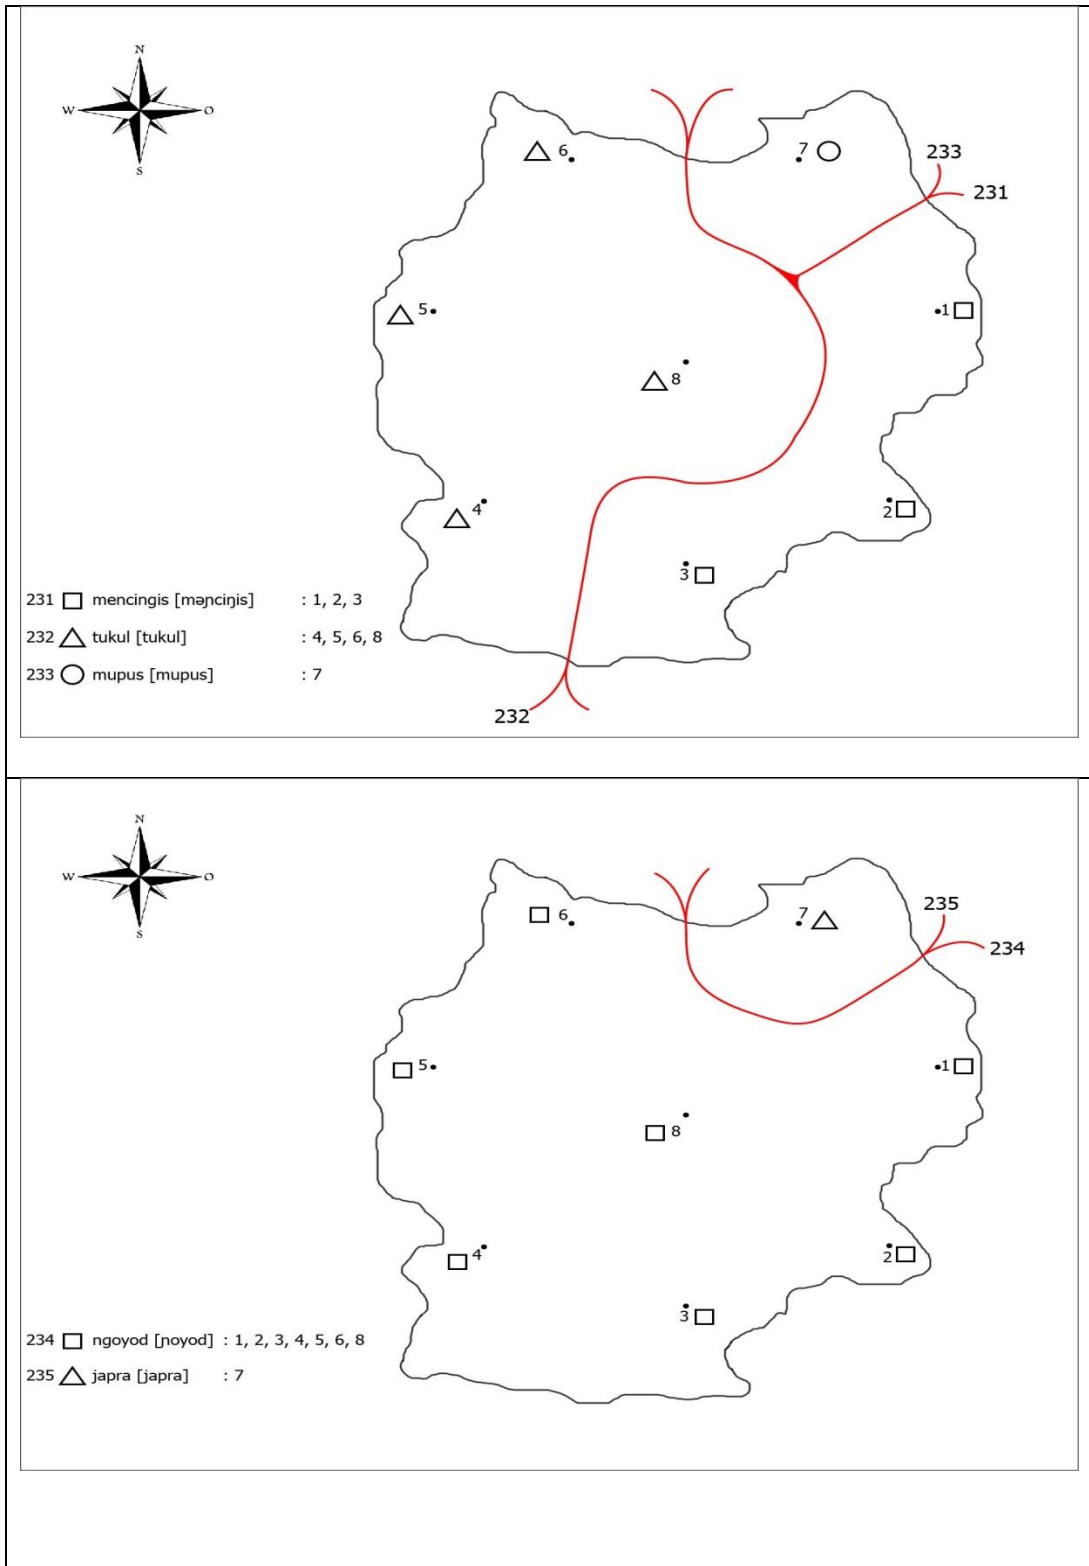 N
W
O
S
6
7
233
231
5
1
8
4
2
3
231 mencingis [məɲciŋis] : 1, 2, 3
232 tukul [tukul] : 4, 5, 6, 8
233 mupus [mupus] : 7
232
N
W
O
S
6
7
235
234
5
1
8
4
2
3
234 ngoyod [ɲoyod] : 1, 2, 3, 4, 5, 6, 8
235 japra [japra] : 7